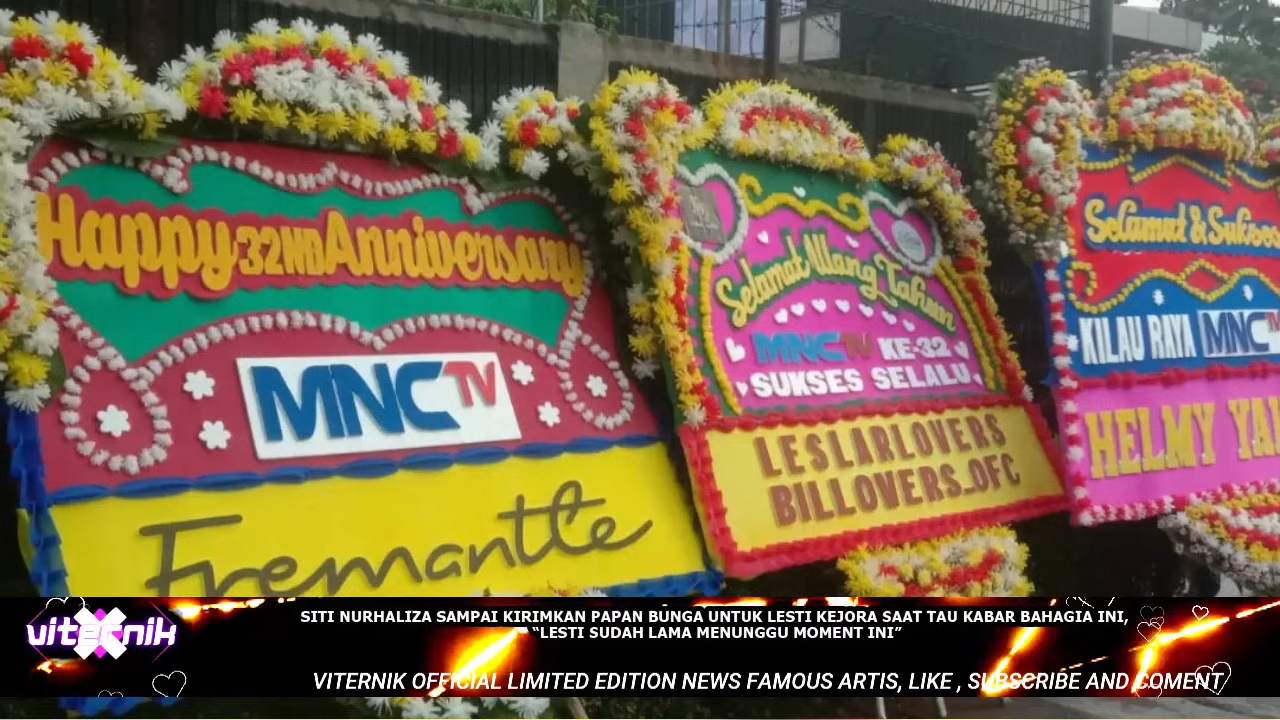 Happy 32ND Anniversary
MNCTV
Fremantle
Selamat Ulang Tahun
MNCTV KE-32
SUKSES SELALU
LESLARLOVERS
BILLOVERS_OFC
Selamat & Sukses
KILAU RAYA MNC
HELMY
viternik
SITI NURHALIZA SAMPAI KIRIMKAN PAPAN BUNGA UNTUK LESTI KEJORA SAAT TAU KABAR BAHAGIA INI,
“LESTI SUDAH LAMA MENUNGGU MOMENT INI”
VITERNIK OFFICIAL LIMITED EDITION NEWS FAMOUS ARTIS, LIKE , SUBSCRIBE AND COMENT